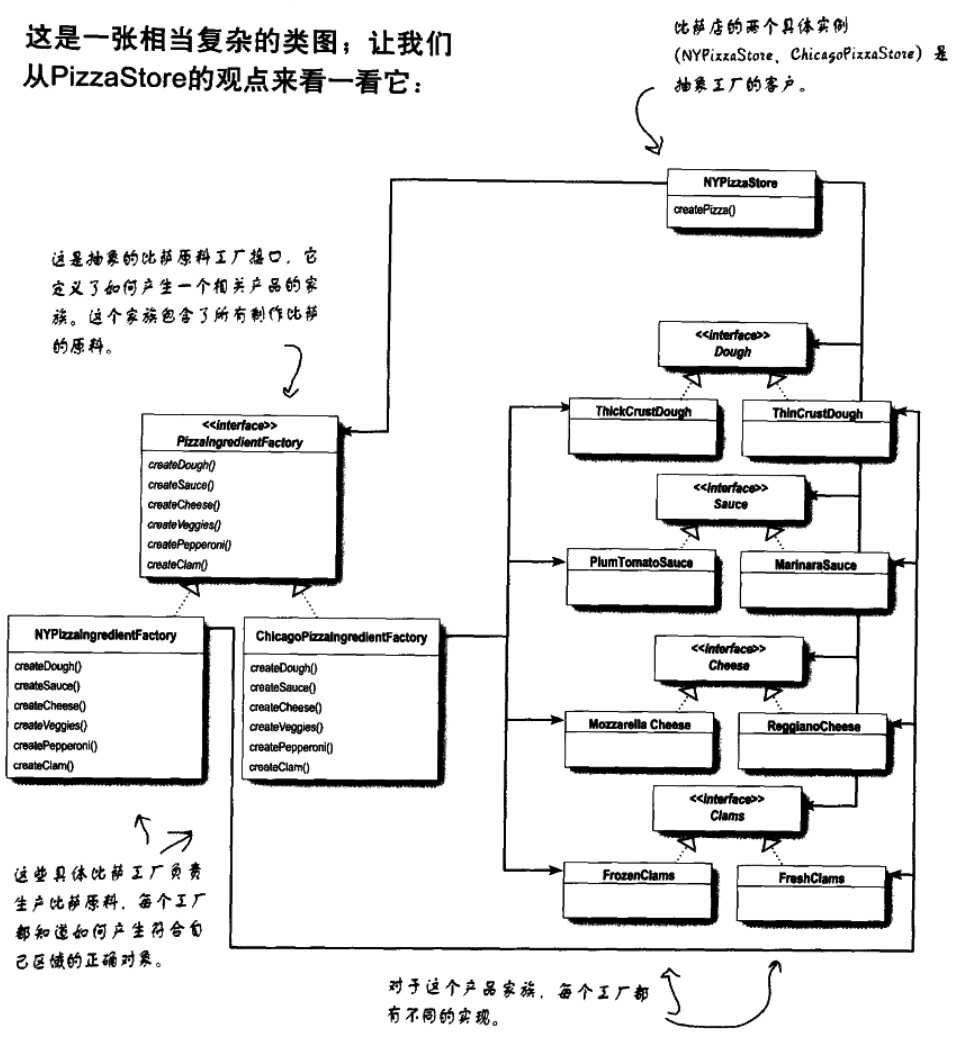 这是一张相当复杂的类图；让我们
从PizzaStore的观点来看一看它：
比萨店的两个具体实例
(NYPizzaStore、ChicagoPizzaStore) 是
抽象工厂的客户。
NYPizzaStore
createPizza()
这是抽象的比萨原料工厂接口，它
定义了如何产生一个相关产品的家
族。这个家族包含了所有制作比萨
的原料。
<<interface>>
Dough
ThickCrustDough
ThinCrustDough
<<interface>>
PizzaIngredientFactory
createDough()
createSauce()
createCheese()
createVeggies()
createPepperoni()
createClam()
<<interface>>
Sauce
PlumTomatoSauce
MarinaraSauce
NYPizzaIngredientFactory
createDough()
createSauce()
createCheese()
createVeggies()
createPepperoni()
createClam()
ChicagoPizzaIngredientFactory
createDough()
createSauce()
createCheese()
createVeggies()
createPepperoni()
createClam()
<<interface>>
Cheese
Mozzarella Cheese
ReggianoCheese
<<interface>>
Clams
FrozenClams
FreshClams
这些具体比萨工厂负责
生产比萨原料，每个工厂
都知道如何产生符合自
己区域的正确对象。
对于这个产品家族，每个工厂都
有不同的实现。